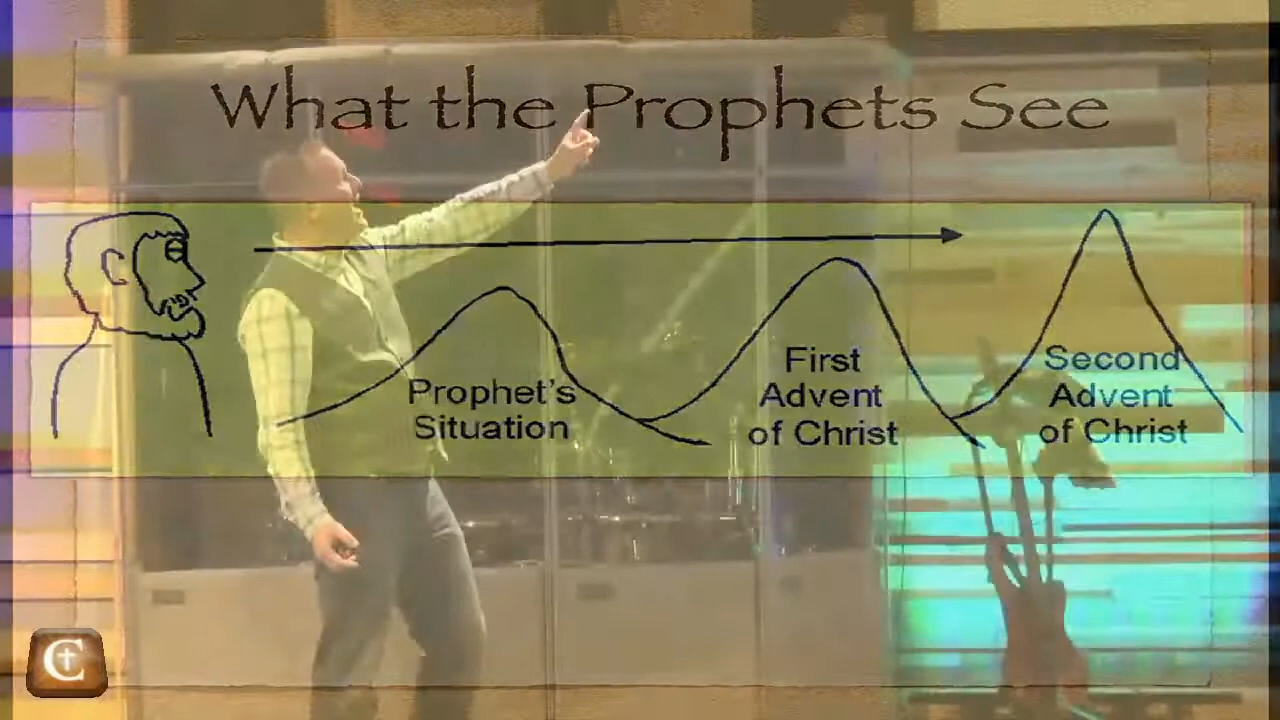 What the Prophets See
Prophet's
Situation
First
Advent
of Christ
Second
Advent
of Christ
C